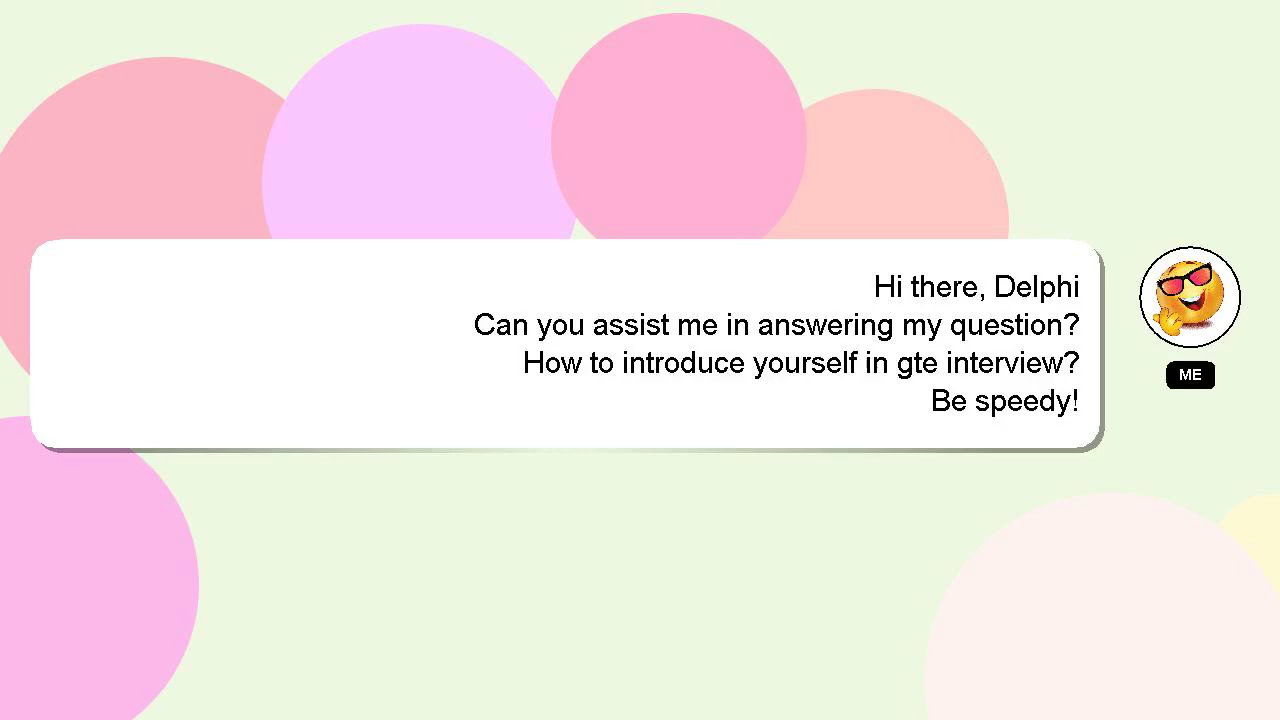 Hi there, Delphi
Can you assist me in answering my question?
How to introduce yourself in gte interview?
Be speedy!
ME